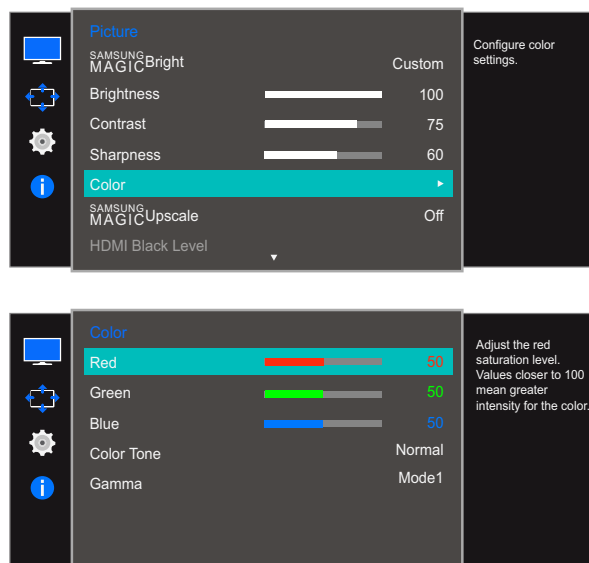 Picture
SAMSUNG
MAGICBright Custom
Configure color
settings.
Brightness 100
Contrast 75
Sharpness 60
Color
SAMSUNG
MAGICUpscale Off
HDMI Black Level
Color
Red 50
Green 50
Blue 50
Color Tone Normal
Gamma Mode1
Adjust the red
saturation level.
Values closer to 100
mean greater
intensity for the color.